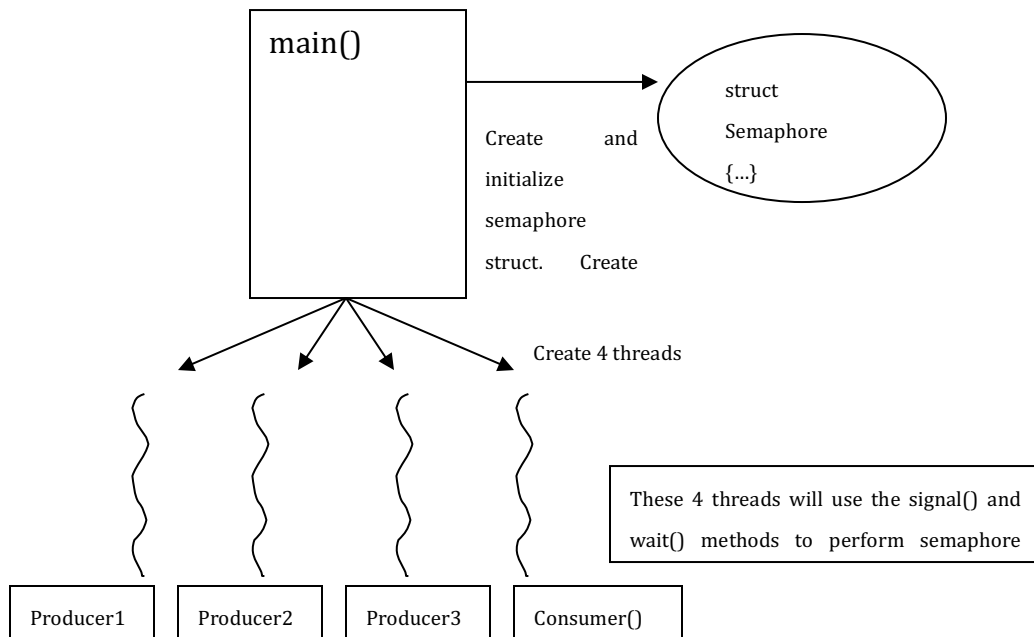 main()
struct
Semaphore
{...}
Create and
initialize
semaphore
struct. Create
Create 4 threads
These 4 threads will use the signal() and
wait() methods to perform semaphore
Producer1
Producer2
Producer3
Consumer()